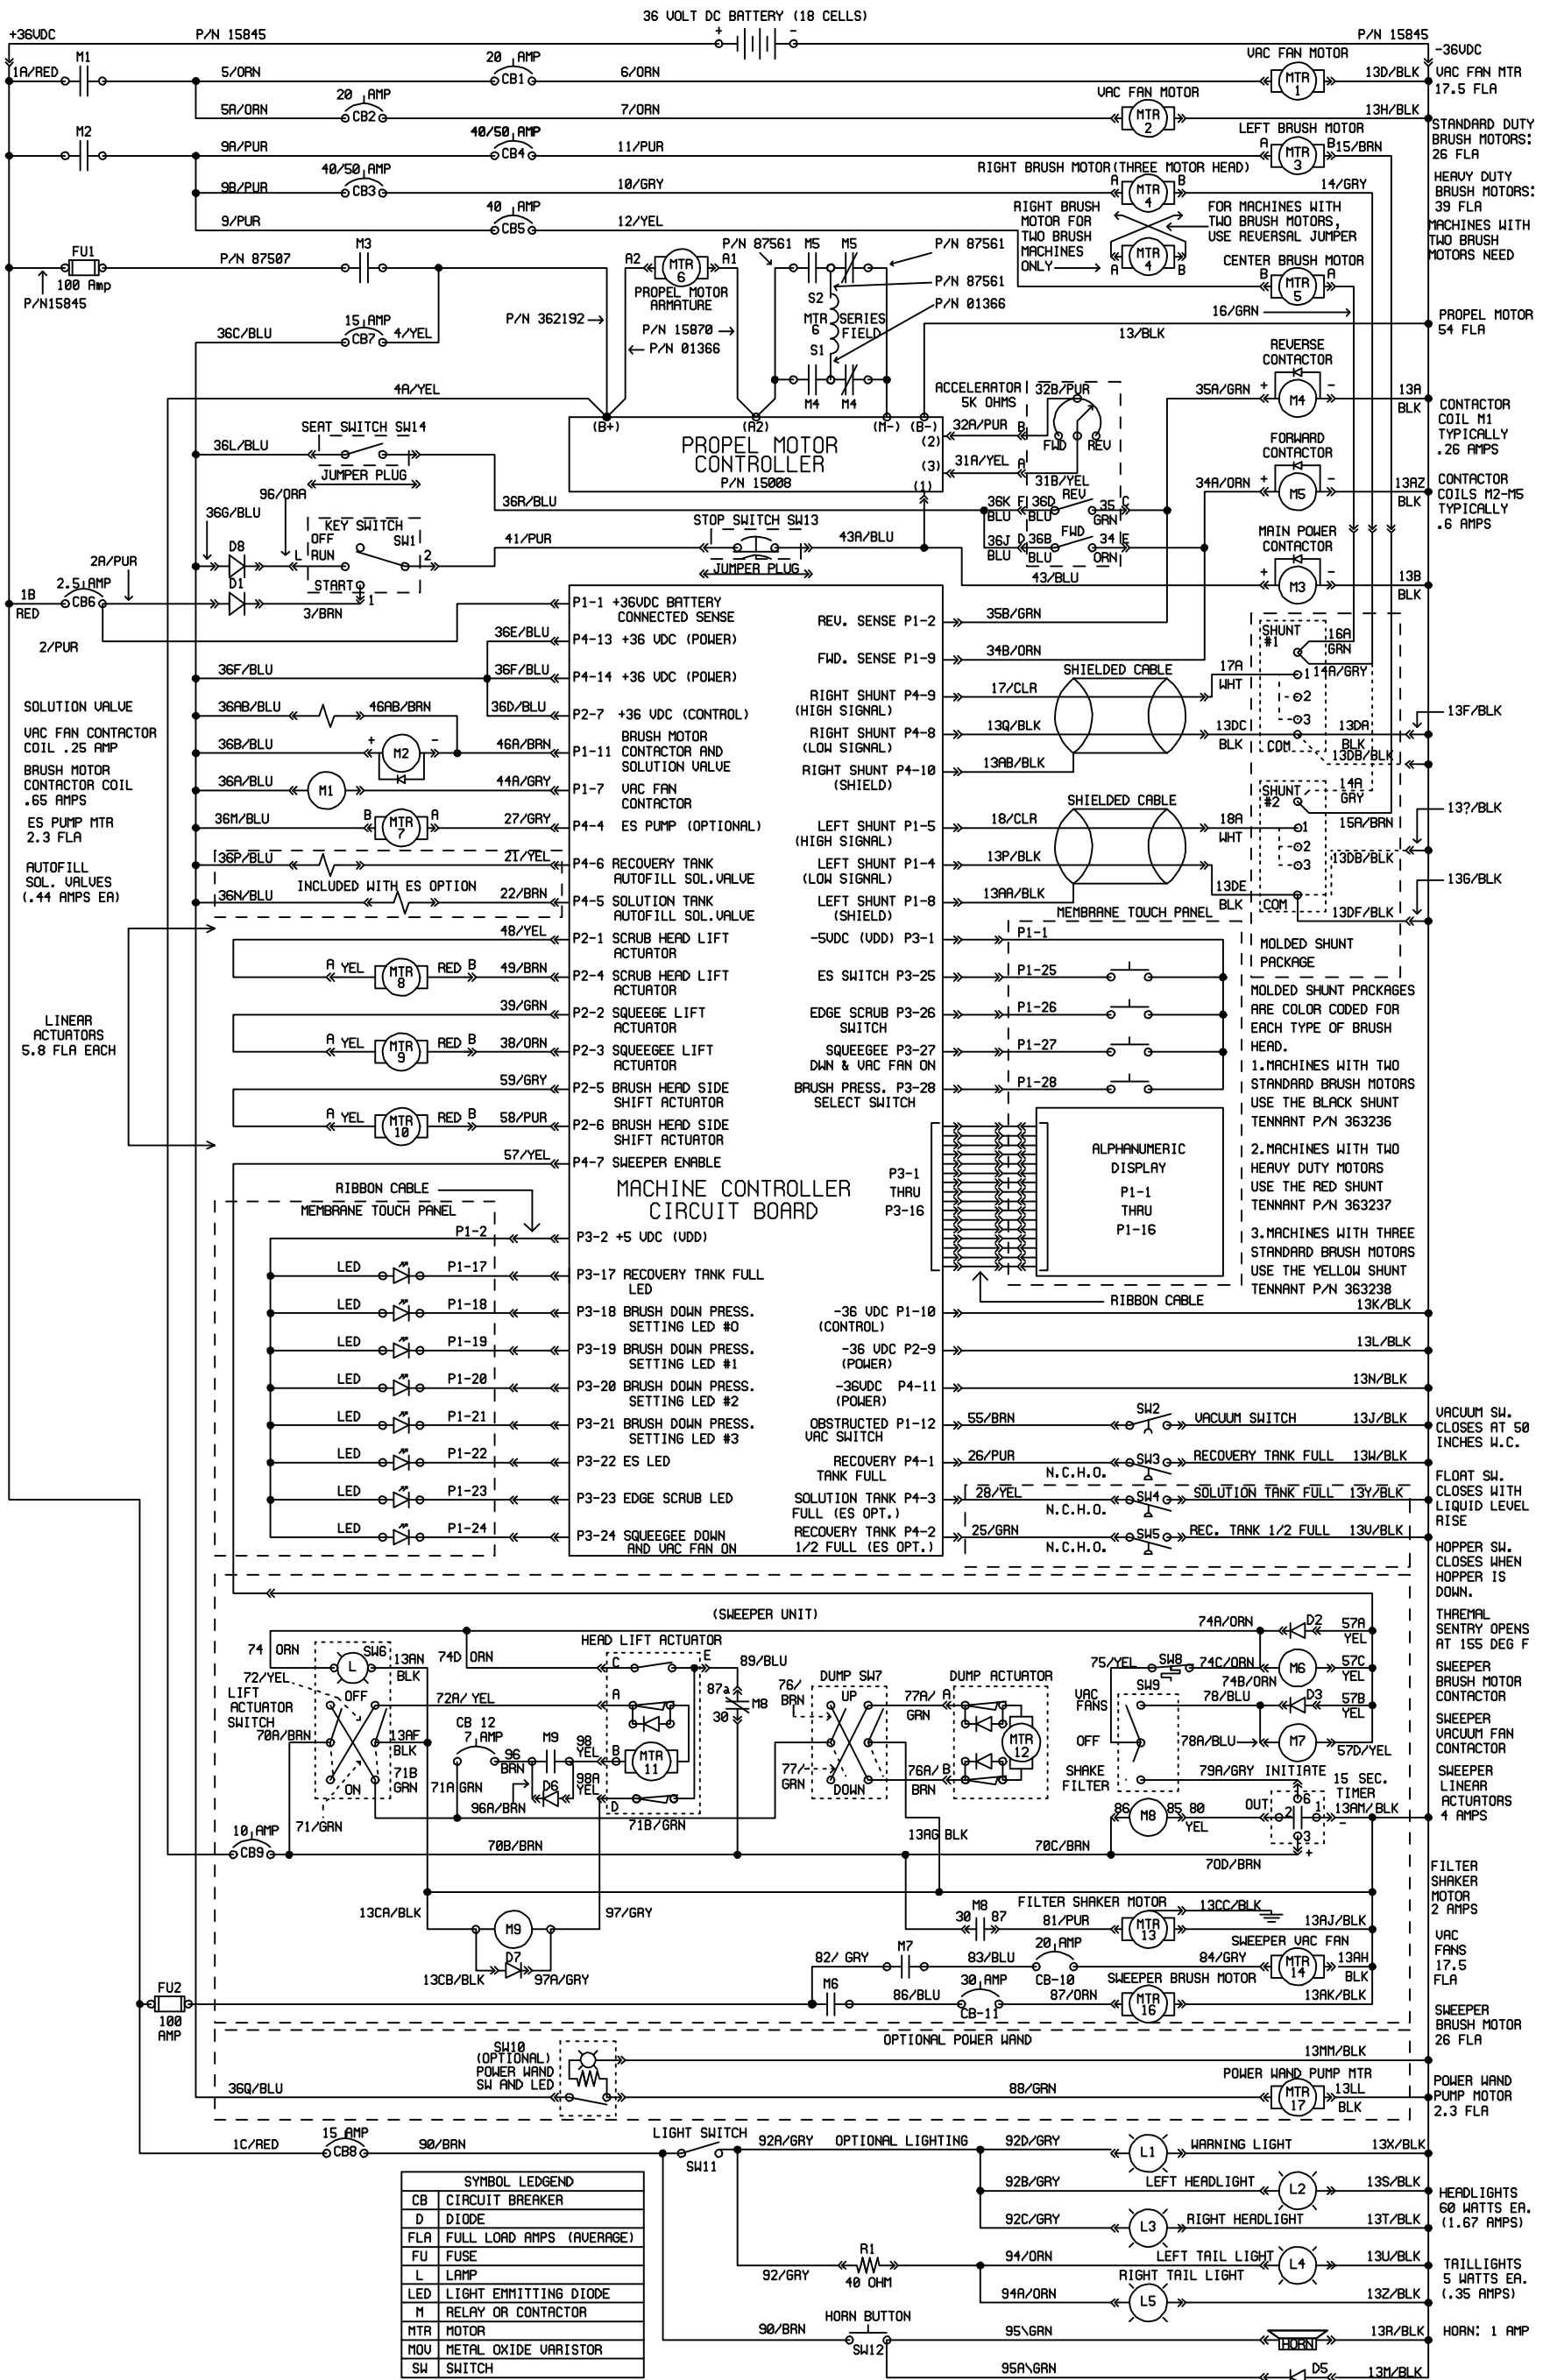 36 VOLT DC BATTERY (18 CELLS)
+36VDC
P/N 15845
+
-
P/N 15845
-36VDC
M1
1A/RED
5/ORN
20 AMP
CB1
6/ORN
VAC FAN MOTOR
MTR 1
13D/BLK
VAC FAN MTR
17.5 FLA
5A/ORN
20 AMP
CB2
7/ORN
VAC FAN MOTOR
MTR 2
13H/BLK
M2
9A/PUR
40/50 AMP
CB4
11/PUR
LEFT BRUSH MOTOR
A MTR 3 B
15/BRN
STANDARD DUTY
BRUSH MOTORS:
26 FLA
9B/PUR
40/50 AMP
CB3
10/GRY
RIGHT BRUSH MOTOR(THREE MOTOR HEAD)
A MTR 4 B
14/GRY
HEAVY DUTY
BRUSH MOTORS:
39 FLA
9/PUR
40 AMP
CB5
12/YEL
RIGHT BRUSH
MOTOR FOR
TWO BRUSH
MACHINES
ONLY
FOR MACHINES WITH
TWO BRUSH MOTORS,
USE REVERSAL JUMPER
A MTR 4 B
MACHINES WITH
TWO BRUSH
MOTORS NEED
CENTER BRUSH MOTOR
B MTR 5 A
16/GRN
FU1
100 Amp
P/N15845
P/N 87507
M3
A2 MTR 6 A1
PROPEL MOTOR
ARMATURE
P/N 87561
M5
M5
P/N 87561
P/N 87561
P/N 01366
S2
MTR 6
SERIES
FIELD
S1
M4
M4
P/N 362192
P/N 15870
P/N 01366
36C/BLU
15 AMP
CB7
4/YEL
4A/YEL
13/BLK
PROPEL MOTOR
54 FLA
REVERSE
CONTACTOR
35A/GRN
+ M4 -
13A
BLK
CONTACTOR
COIL M1
TYPICALLY
.26 AMPS
ACCELERATOR
5K OHMS
32B/PUR
32A/PUR B
FWD
REV
31A/YEL A
31B/YEL
(B+)
(A2)
(M-)
(B-)
(2)
(3)
(1)
PROPEL MOTOR
CONTROLLER
P/N 15008
SEAT SWITCH SW14
36L/BLU
JUMPER PLUG
36R/BLU
36K F
BLU
36D
BLU
REV
35 C
GRN
36J D
BLU
36B
BLU
FWD
34 E
ORN
FORWARD
CONTACTOR
34A/ORN
+ M5 -
13AZ
BLK
CONTACTOR
COILS M2-M5
TYPICALLY
.6 AMPS
96/ORA
36G/BLU
D8
KEY SWITCH
OFF
SW1
L RUN
2
START
1
D1
3/BRN
2A/PUR
1B
RED
2.5 AMP
CB6
2/PUR
41/PUR
STOP SWITCH SW13
JUMPER PLUG
43A/BLU
43/BLU
MAIN POWER
CONTACTOR
+ M3 -
13B
BLK
P1-1 +36VDC BATTERY
CONNECTED SENSE
36E/BLU
P4-13 +36 VDC (POWER)
36F/BLU
36F/BLU
P4-14 +36 VDC (POWER)
36D/BLU
P2-7 +36 VDC (CONTROL)
36AB/BLU
46AB/BRN
36B/BLU
+ M2 -
46A/BRN
P1-11
BRUSH MOTOR
CONTACTOR AND
SOLUTION VALVE
36A/BLU
M1
44A/GRY
P1-7 VAC FAN
CONTACTOR
36M/BLU
B MTR 7 A
27/GRY
P4-4 ES PUMP (OPTIONAL)
36P/BLU
21/YEL
P4-6 RECOVERY TANK
AUTOFILL SOL.VALVE
INCLUDED WITH ES OPTION
36N/BLU
22/BRN
P4-5 SOLUTION TANK
AUTOFILL SOL.VALVE
SOLUTION VALVE
VAC FAN CONTACTOR
COIL .25 AMP
BRUSH MOTOR
CONTACTOR COIL
.65 AMPS
ES PUMP MTR
2.3 FLA
AUTOFILL
SOL. VALVES
(.44 AMPS EA)
REV. SENSE P1-2
35B/GRN
FWD. SENSE P1-9
34B/ORN
RIGHT SHUNT P4-9
(HIGH SIGNAL)
17/CLR
SHIELDED CABLE
17A
WHT
RIGHT SHUNT P4-8
(LOW SIGNAL)
13Q/BLK
13DC
BLK
RIGHT SHUNT P4-10
(SHIELD)
13AB/BLK
SHUNT
#1
16A
GRN
14A/GRY
1
2
3
COM
13DA
BLK
13DB/BLK
13F/BLK
LEFT SHUNT P1-5
(HIGH SIGNAL)
18/CLR
SHIELDED CABLE
18A
WHT
LEFT SHUNT P1-4
(LOW SIGNAL)
13P/BLK
13DE
BLK
LEFT SHUNT P1-8
(SHIELD)
13AA/BLK
SHUNT
#2
14A
GRY
15A/BRN
1
2
3
COM
13DB/BLK
13DF/BLK
13?/BLK
13G/BLK
MOLDED SHUNT
PACKAGE
MOLDED SHUNT PACKAGES
ARE COLOR CODED FOR
EACH TYPE OF BRUSH
HEAD.
1.MACHINES WITH TWO
STANDARD BRUSH MOTORS
USE THE BLACK SHUNT
TENNANT P/N 363236
2.MACHINES WITH TWO
HEAVY DUTY MOTORS
USE THE RED SHUNT
TENNANT P/N 363237
3.MACHINES WITH THREE
STANDARD BRUSH MOTORS
USE THE YELLOW SHUNT
TENNANT P/N 363238
48/YEL
P2-1 SCRUB HEAD LIFT
ACTUATOR
A YEL MTR 8 RED B
49/BRN
P2-4 SCRUB HEAD LIFT
ACTUATOR
39/GRN
P2-2 SQUEEGE LIFT
ACTUATOR
A YEL MTR 9 RED B
38/ORN
P2-3 SQUEEGEE LIFT
ACTUATOR
59/GRY
P2-5 BRUSH HEAD SIDE
SHIFT ACTUATOR
A YEL MTR 10 RED B
58/PUR
P2-6 BRUSH HEAD SIDE
SHIFT ACTUATOR
57/YEL
P4-7 SWEEPER ENABLE
LINEAR
ACTUATORS
5.8 FLA EACH
MEMBRANE TOUCH PANEL
-5VDC (VDD) P3-1
P1-1
ES SWITCH P3-25
P1-25
EDGE SCRUB P3-26
SWITCH
P1-26
SQUEEGEE P3-27
DWN & VAC FAN ON
P1-27
BRUSH PRESS. P3-28
SELECT SWITCH
P1-28
P3-1
THRU
P3-16
ALPHANUMERIC
DISPLAY
P1-1
THRU
P1-16
RIBBON CABLE
MACHINE CONTROLLER
CIRCUIT BOARD
RIBBON CABLE
MEMBRANE TOUCH PANEL
P1-2
P3-2 +5 VDC (VDD)
LED P1-17
P3-17 RECOVERY TANK FULL
LED
LED P1-18
P3-18 BRUSH DOWN PRESS.
SETTING LED #0
LED P1-19
P3-19 BRUSH DOWN PRESS.
SETTING LED #1
LED P1-20
P3-20 BRUSH DOWN PRESS.
SETTING LED #2
LED P1-21
P3-21 BRUSH DOWN PRESS.
SETTING LED #3
LED P1-22
P3-22 ES LED
LED P1-23
P3-23 EDGE SCRUB LED
LED P1-24
P3-24 SQUEEGEE DOWN
AND VAC FAN ON
-36 VDC P1-10
(CONTROL)
13K/BLK
-36 VDC P2-9
(POWER)
13L/BLK
-36VDC P4-11
(POWER)
13N/BLK
OBSTRUCTED P1-12
VAC SWITCH
55/BRN
SW2
VACUUM SWITCH
13J/BLK
RECOVERY P4-1
TANK FULL
26/PUR
N.C.H.O.
SW3
RECOVERY TANK FULL
13W/BLK
SOLUTION TANK P4-3
FULL (ES OPT.)
28/YEL
N.C.H.O.
SW4
SOLUTION TANK FULL
13Y/BLK
RECOVERY TANK P4-2
1/2 FULL (ES OPT.)
25/GRN
N.C.H.O.
SW5
REC. TANK 1/2 FULL
13V/BLK
VACUUM SW.
CLOSES AT 50
INCHES W.C.
FLOAT SW.
CLOSES WITH
LIQUID LEVEL
RISE
HOPPER SW.
CLOSES WHEN
HOPPER IS
DOWN.
THREMAL
SENTRY OPENS
AT 155 DEG F
SWEEPER
BRUSH MOTOR
CONTACTOR
SWEEPER
VACUUM FAN
CONTACTOR
SWEEPER
LINEAR
ACTUATORS
4 AMPS
FILTER
SHAKER
MOTOR
2 AMPS
VAC
FANS
17.5
FLA
SWEEPER
BRUSH MOTOR
26 FLA
(SWEEPER UNIT)
74 ORN
SW6
L
13AN
BLK
72/YEL
LIFT
ACTUATOR
SWITCH
OFF
70A/BRN
13AF
BLK
71B
GRN
ON
71/GRN
74D ORN
HEAD LIFT ACTUATOR
C
E
72A/ YEL
A
CB 12
7 AMP
96
BRN
M9
98
YEL
B
MTR 11
D6
98A
YEL
71A GRN
96A/BRN
D
71B/GRN
89/BLU
87a
30
M8
76/
BRN
DUMP SW7
UP
DOWN
77/
GRN
77A/ A
GRN
76A/ B
BRN
DUMP ACTUATOR
MTR 12
13AG BLK
74A/ORN
D2
57A
YEL
75/YEL
SW8
74C/ORN
74B/ORN
M6
57C
YEL
VAC
FANS
SW9
78/BLU
D3
57B
YEL
OFF
78A/BLU
M7
57D/YEL
SHAKE
FILTER
79A/GRY
INITIATE
15 SEC.
TIMER
86 M8 85
80
YEL
OUT
2
6
1
3
-
+
13AM/BLK
10 AMP
CB9
70B/BRN
70C/BRN
70D/BRN
13CA/BLK
M9
97/GRY
D7
13CB/BLK
97A/GRY
M8
30
87
FILTER SHAKER MOTOR
81/PUR
MTR 13
13CC/BLK
13AJ/BLK
82/ GRY
M7
83/BLU
20 AMP
CB-10
SWEEPER VAC FAN
84/GRY
MTR 14
13AH
BLK
FU2
100
AMP
M6
86/BLU
30 AMP
CB-11
SWEEPER BRUSH MOTOR
87/ORN
MTR 16
13AK/BLK
OPTIONAL POWER WAND
SW10
(OPTIONAL)
POWER WAND
SW AND LED
13MM/BLK
36Q/BLU
88/GRN
POWER WAND PUMP MTR
MTR 17
13LL
BLK
POWER WAND
PUMP MOTOR
2.3 FLA
1C/RED
15 AMP
CB8
90/BRN
LIGHT SWITCH
SW11
92A/GRY
OPTIONAL LIGHTING
92D/GRY
L1
WARNING LIGHT
13X/BLK
92B/GRY
LEFT HEADLIGHT
L2
13S/BLK
92C/GRY
L3
RIGHT HEADLIGHT
13T/BLK
HEADLIGHTS
60 WATTS EA.
(1.67 AMPS)
92/GRY
R1
40 OHM
94/ORN
LEFT TAIL LIGHT
L4
13U/BLK
RIGHT TAIL LIGHT
94A/ORN
L5
13Z/BLK
TAILLIGHTS
5 WATTS EA.
(.35 AMPS)
90/BRN
HORN BUTTON
SW12
95\GRN
HORN
13R/BLK
HORN: 1 AMP
95A\GRN
D5
13M/BLK
SYMBOL LEDGEND
CB CIRCUIT BREAKER
D DIODE
FLA FULL LOAD AMPS (AVERAGE)
FU FUSE
L LAMP
LED LIGHT EMMITTING DIODE
M RELAY OR CONTACTOR
MTR MOTOR
MOV METAL OXIDE VARISTOR
SW SWITCH